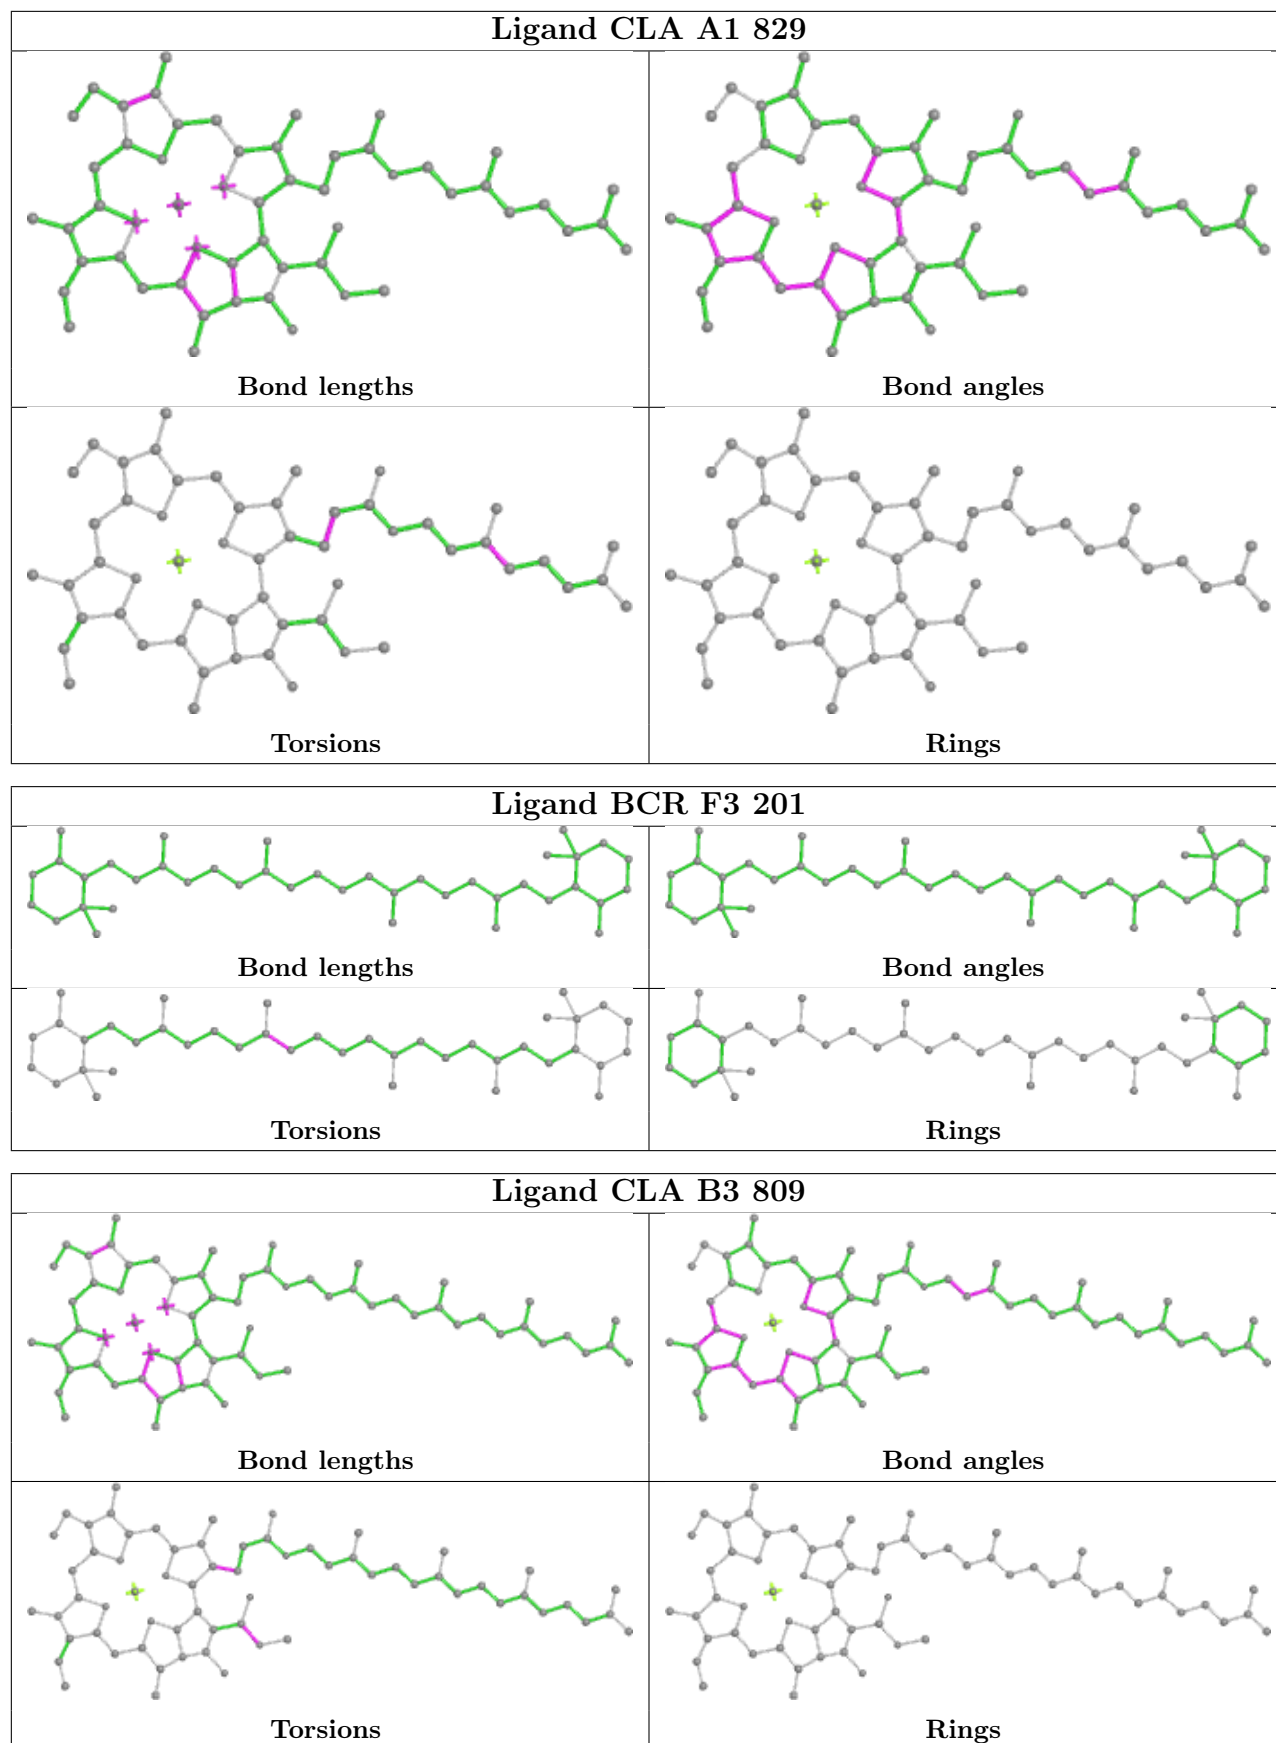 Ligand CLA A1 829
Bond lengths
Bond angles
Torsions
Rings
Ligand BCR F3 201
Bond lengths
Bond angles
Torsions
Rings
Ligand CLA B3 809
Bond lengths
Bond angles
Torsions
Rings